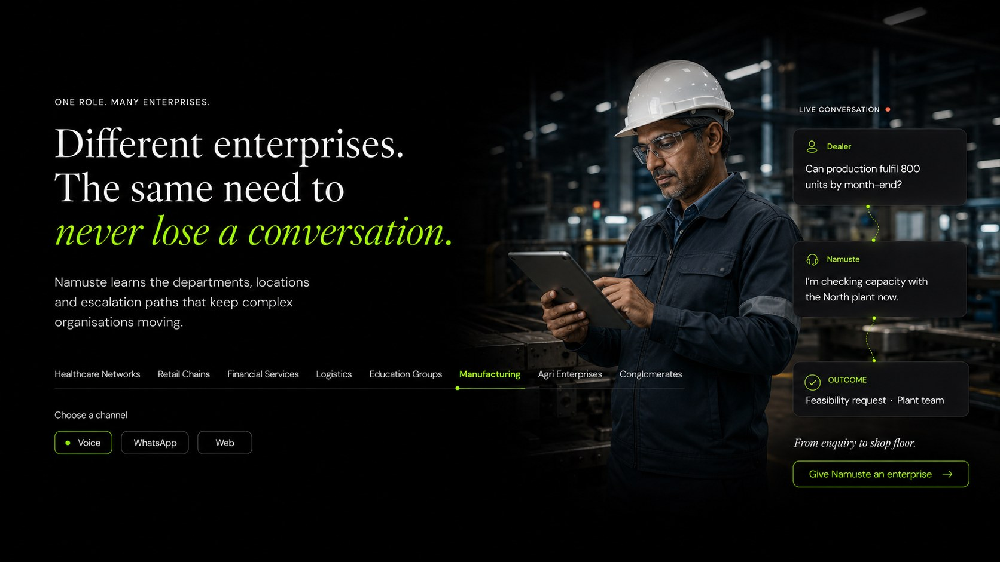 ONE ROLE. MANY ENTERPRISES.
Different enterprises.
The same need to
never lose a conversation.
Namuste learns the departments, locations
and escalation paths that keep complex
organisations moving.
Healthcare Networks
Retail Chains
Financial Services
Logistics
Education Groups
Manufacturing
Agri Enterprises
Conglomerates
Choose a channel
Voice
WhatsApp
Web
LIVE CONVERSATION
Dealer
Can production fulfil 800
units by month-end?
Namuste
I'm checking capacity with
the North plant now.
OUTCOME
Feasibility request · Plant team
From enquiry to shop floor.
Give Namuste an enterprise →